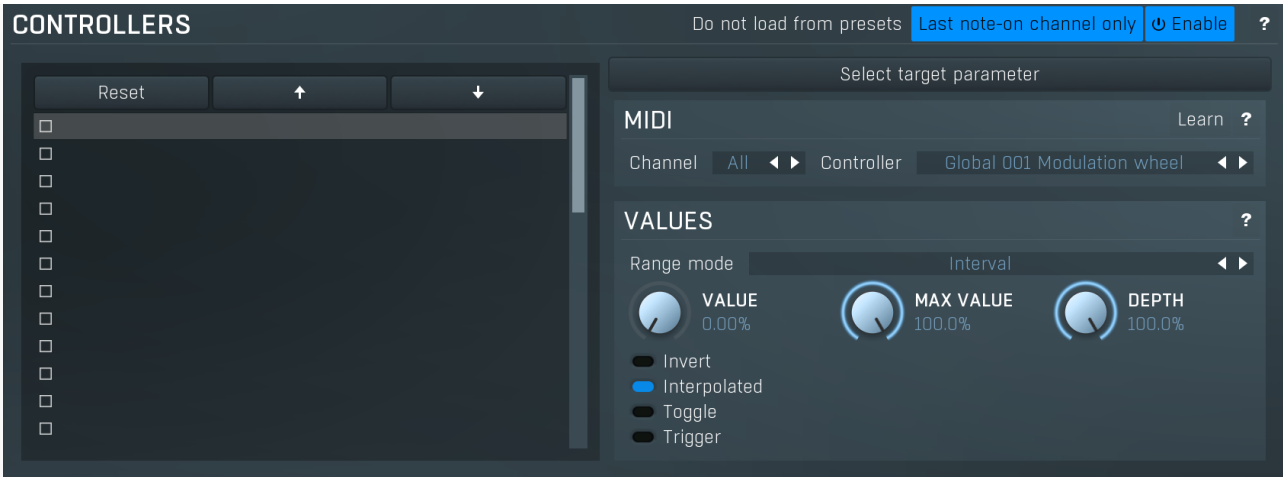 CONTROLLERS
Do not load from presets Last note-on channel only Enable ?
Reset
Select target parameter
MIDI
Learn ?
Channel All Controller Global 001 Modulation wheel
VALUES
?
Range mode Interval
VALUE
0.00%
MAX VALUE
100.0%
DEPTH
100.0%
Invert
Interpolated
Toggle
Trigger